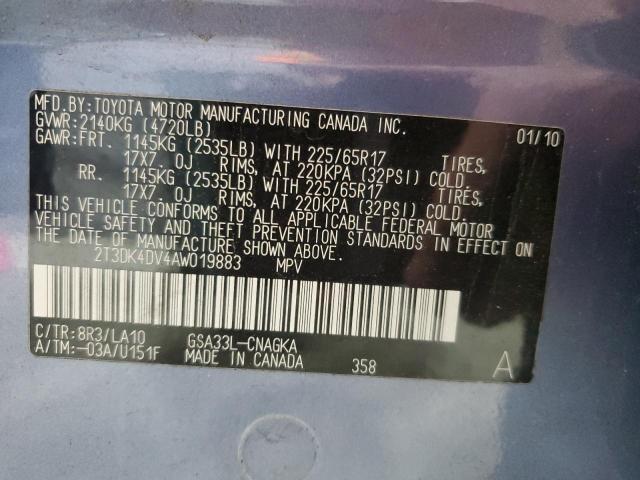 MFD.BY:TOYOTA MOTOR MANUFACTURING CANADA INC.
GVWR:2140KG (4720LB) 01/10
GAWR:FRT. 1145KG (2535LB) WITH 225/65R17 TIRES,
17X7 0J RIMS, AT 220KPA (32PSI) COLD
RR. 1145KG (2535LB) WITH 225/65R17 TIRES,
17X7 0J RIMS, AT 220KPA (32PSI) COLD.
THIS VEHICLE CONFORMS TO ALL APPLICABLE FEDERAL MOTOR
VEHICLE SAFETY AND THEFT PREVENTION STANDARDS IN EFFECT ON
THE DATE OF MANUFACTURE SHOWN ABOVE.
2T3DK4DV4AW019883 MPV
C/TR:8R3/LA10 GSA33L-CNAGKA
A/TM:-03A/U151F MADE IN CANADA 358 A